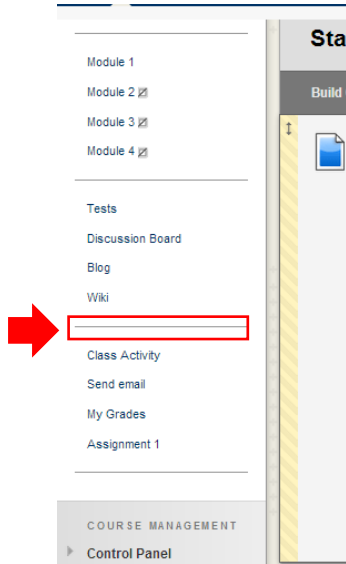 Sta
Build
Module 1
Module 2
Module 3
Module 4
Tests
Discussion Board
Blog
Wiki
Class Activity
Send email
My Grades
Assignment 1
COURSE MANAGEMENT
Control Panel